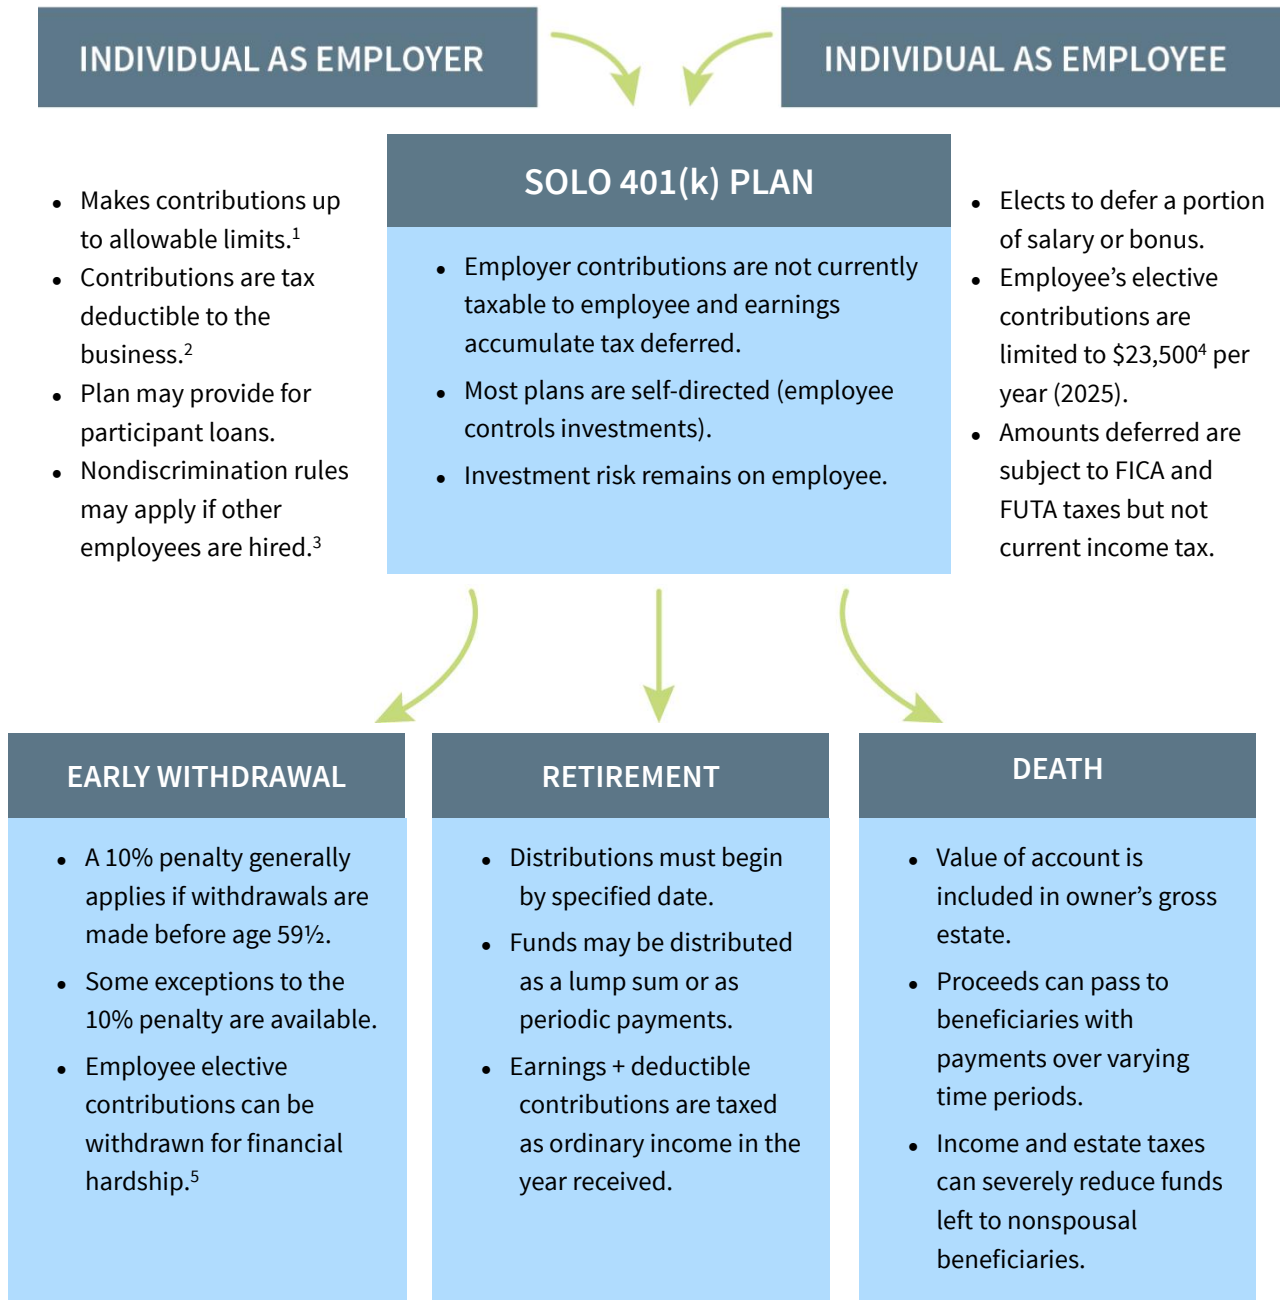 INDIVIDUAL AS EMPLOYER
INDIVIDUAL AS EMPLOYEE
• Makes contributions up
to allowable limits.¹
• Contributions are tax
deductible to the
business.²
• Plan may provide for
participant loans.
• Nondiscrimination rules
may apply if other
employees are hired.³
SOLO 401(k) PLAN
• Employer contributions are not currently
taxable to employee and earnings
accumulate tax deferred.
• Most plans are self-directed (employee
controls investments).
• Investment risk remains on employee.
• Elects to defer a portion
of salary or bonus.
• Employee’s elective
contributions are
limited to $23,500⁴ per
year (2025).
• Amounts deferred are
subject to FICA and
FUTA taxes but not
current income tax.
EARLY WITHDRAWAL
• A 10% penalty generally
applies if withdrawals are
made before age 59½.
• Some exceptions to the
10% penalty are available.
• Employee elective
contributions can be
withdrawn for financial
hardship.⁵
RETIREMENT
• Distributions must begin
by specified date.
• Funds may be distributed
as a lump sum or as
periodic payments.
• Earnings + deductible
contributions are taxed
as ordinary income in the
year received.
DEATH
• Value of account is
included in owner’s gross
estate.
• Proceeds can pass to
beneficiaries with
payments over varying
time periods.
• Income and estate taxes
can severely reduce funds
left to nonspousal
beneficiaries.